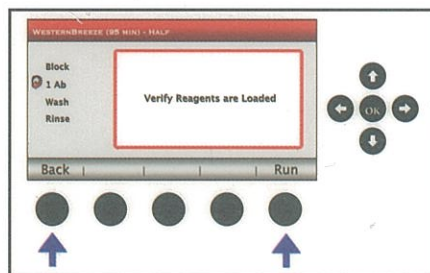 WESTERNBREEZE (95 MIN) - HALF
Block
1 Ab
Wash
Rinse
Verify Reagents are Loaded
OK
Back
Run